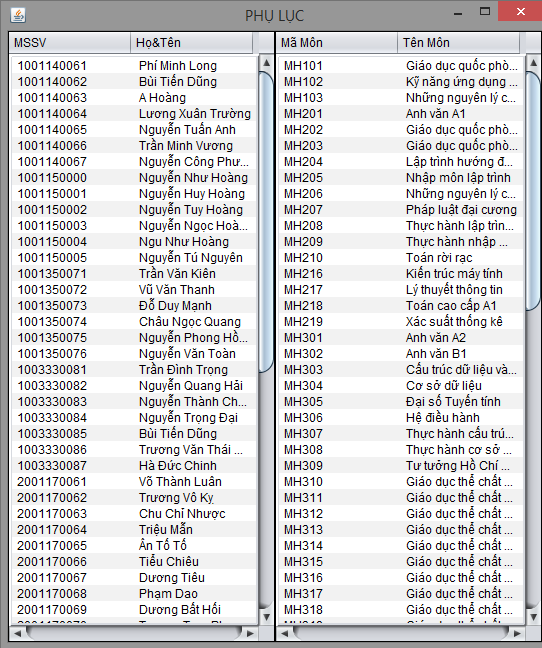 PHỤ LỤC
MSSV Họ&Tên
1001140061 Phí Minh Long
1001140062 Bùi Tiến Dũng
1001140063 A Hoàng
1001140064 Lương Xuân Trường
1001140065 Nguyễn Tuấn Anh
1001140066 Trần Minh Vương
1001140067 Nguyễn Công Phư...
1001150000 Nguyễn Như Hoàng
1001150001 Nguyễn Huy Hoàng
1001150002 Nguyễn Tuy Hoàng
1001150003 Nguyễn Ngọc Hoà...
1001150004 Ngu Như Hoàng
1001150005 Nguyễn Tú Nguyên
1001350071 Trần Văn Kiên
1001350072 Vũ Văn Thanh
1001350073 Đỗ Duy Mạnh
1001350074 Châu Ngọc Quang
1001350075 Nguyễn Phong Hồ...
1001350076 Nguyễn Văn Toàn
1003330081 Trần Đình Trọng
1003330082 Nguyễn Quang Hải
1003330083 Nguyễn Thành Ch...
1003330084 Nguyễn Trọng Đại
1003330085 Bùi Tiến Dũng
1003330086 Trương Văn Thái ...
1003330087 Hà Đức Chinh
2001170061 Võ Thành Luân
2001170062 Trương Vô Kỵ
2001170063 Chu Chỉ Nhược
2001170064 Triệu Mẫn
2001170065 Ân Tố Tố
2001170066 Tiểu Chiêu
2001170067 Dương Tiêu
2001170068 Phạm Dao
2001170069 Dương Bất Hối
Mã Môn Tên Môn
MH101 Giáo dục quốc phò...
MH102 Kỹ năng ứng dụng ...
MH103 Những nguyên lý c...
MH201 Anh văn A1
MH202 Giáo dục quốc phò...
MH203 Giáo dục quốc phò...
MH204 Lập trình hướng đ...
MH205 Nhập môn lập trình
MH206 Những nguyên lý c...
MH207 Pháp luật đại cương
MH208 Thực hành lập trìn...
MH209 Thực hành nhập ...
MH210 Toán rời rạc
MH216 Kiến trúc máy tính
MH217 Lý thuyết thông tin
MH218 Toán cao cấp A1
MH219 Xác suất thống kê
MH301 Anh văn A2
MH302 Anh văn B1
MH303 Cấu trúc dữ liệu và...
MH304 Cơ sở dữ liệu
MH305 Đại số Tuyến tính
MH306 Hệ điều hành
MH307 Thực hành cấu trú...
MH308 Thực hành cơ sở ...
MH309 Tư tưởng Hồ Chí ...
MH310 Giáo dục thể chất ...
MH311 Giáo dục thể chất ...
MH312 Giáo dục thể chất ...
MH313 Giáo dục thể chất ...
MH314 Giáo dục thể chất ...
MH315 Giáo dục thể chất ...
MH316 Giáo dục thể chất ...
MH317 Giáo dục thể chất ...
MH318 Giáo dục thể chất ...